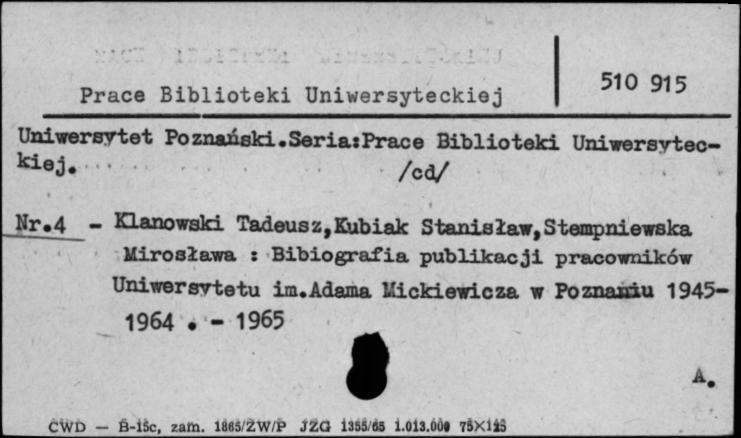 Prace Biblioteki Uniwersyteckiej
510 915
Uniwersytet Poznański.Seria:Prace Biblioteki Uniwersytec-
kiej.
/cd/
Nr.4 - Klanowski Tadeusz,Kubiak Stanisław,Stempniewska
Mirosława : Bibiografia publikacji pracowników
Uniwersytetu im.Adama Mickiewicza w Poznaniu 1945-
1964 . - 1965
A.
CWD — B-15c, zam. 1865/ZW/P JZG 1355/65 1.013.000 75×125